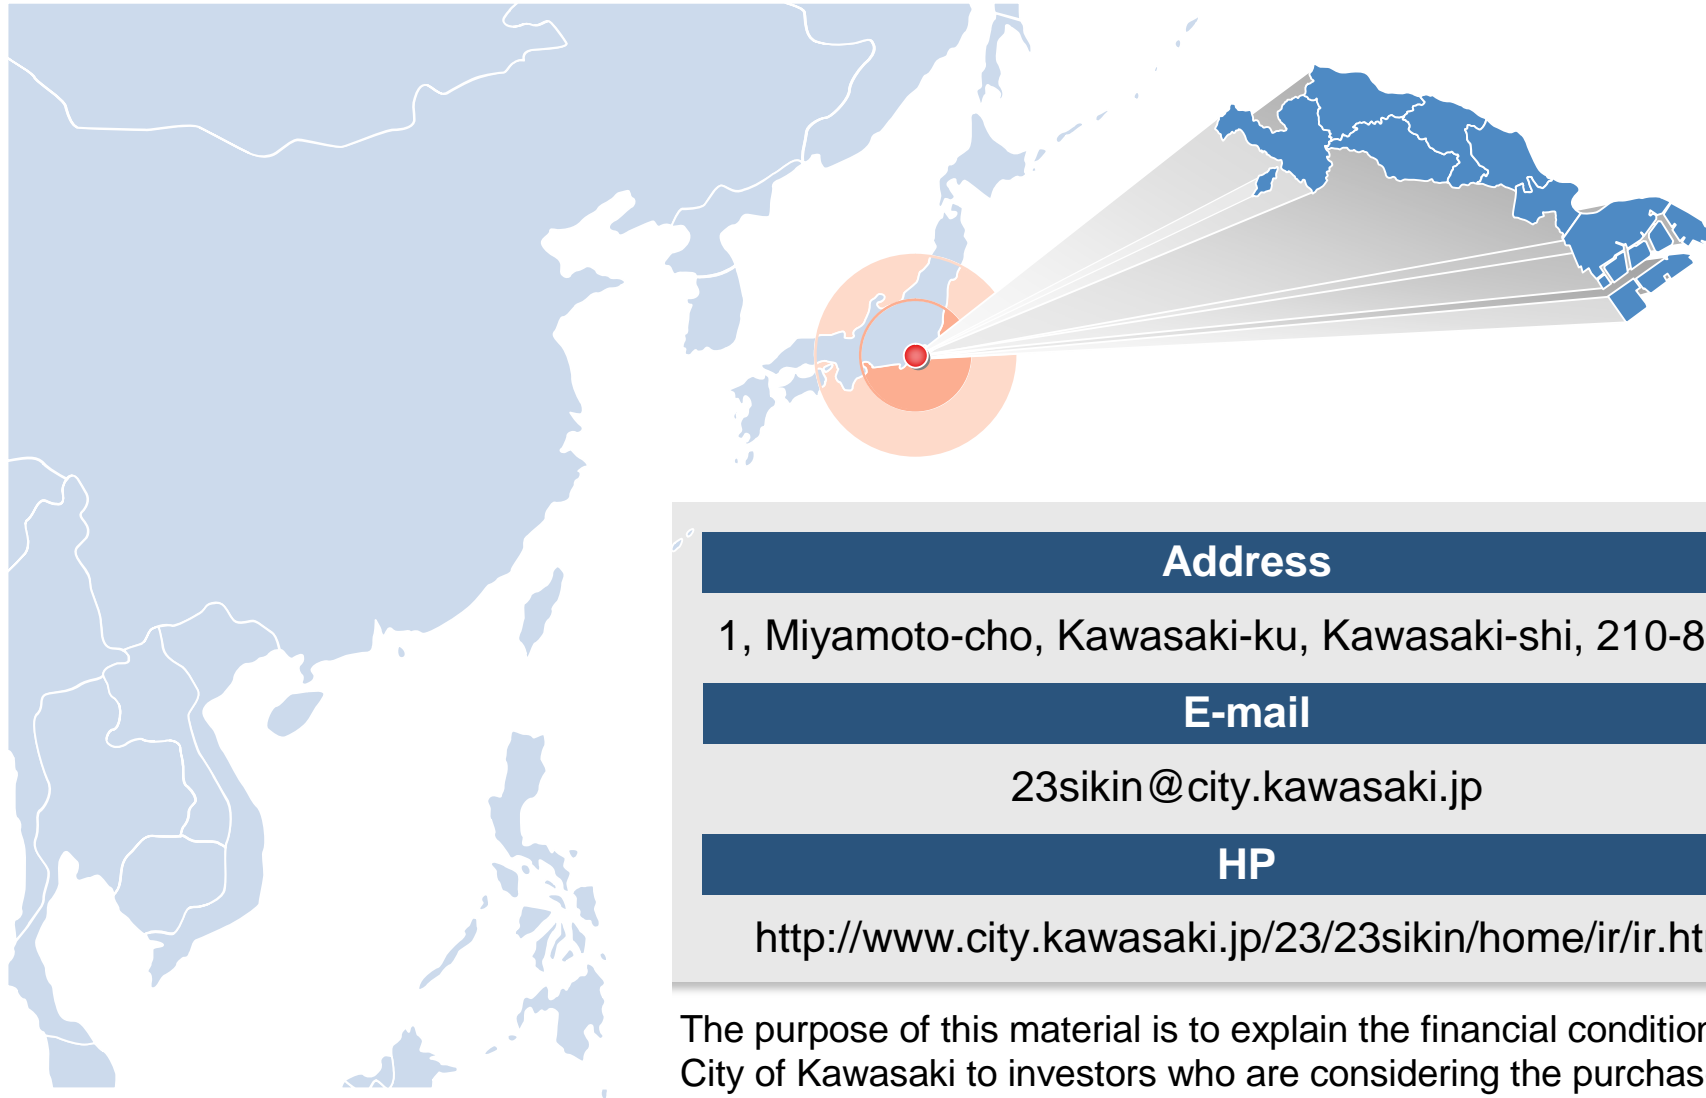 Address
1, Miyamoto-cho, Kawasaki-ku, Kawasaki-shi, 210-8
E-mail
23sikin@city.kawasaki.jp
HP
http://www.city.kawasaki.jp/23/23sikin/home/ir/ir.ht
The purpose of this material is to explain the financial condition
City of Kawasaki to investors who are considering the purchas